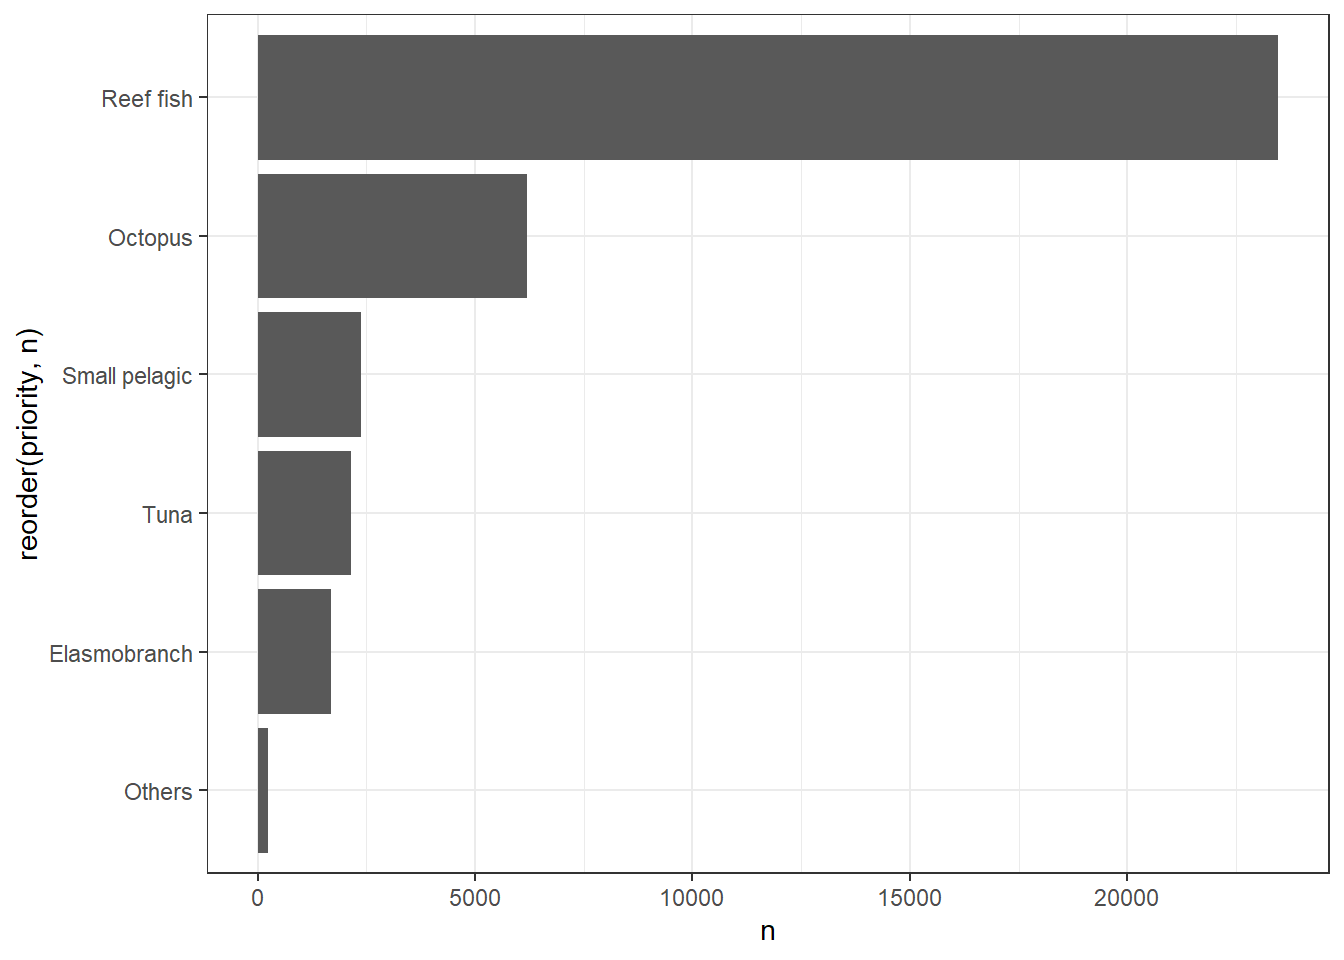 reorder(priority, n)
Reef fish
Octopus
Small pelagic
Tuna
Elasmobranch
Others
0 5000 10000 15000 20000
n